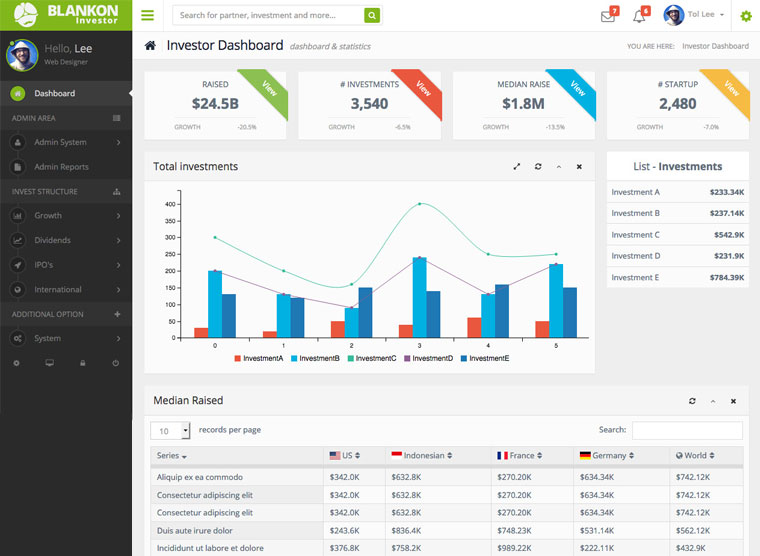 BLANKON
Investor
Search for partner, investment and more...
7
6
Tol Lee
Hello, Lee
Web Designer
Dashboard
ADMIN AREA
Admin System
Admin Reports
INVEST STRUCTURE
Growth
Dividends
IPO's
International
ADDITIONAL OPTION
System
Investor Dashboard dashboard & statistics
YOU ARE HERE: Investor Dashboard
RAISED
$24.5B
View
GROWTH -20.5%
# INVESTMENTS
3,540
View
GROWTH -6.5%
MEDIAN RAISE
$1.8M
View
GROWTH -13.5%
# STARTUP
2,480
View
GROWTH -7.0%
Total investments
400
350
300
250
200
150
100
50
0
0 1 2 3 4 5
InvestmentA InvestmentB InvestmentC InvestmentD InvestmentE
List - Investments
Investment A $233.34K
Investment B $237.14K
Investment C $542.9K
Investment D $231.9K
Investment E $784.39K
Median Raised
10 records per page
Search:
Series US Indonesian France Germany World
Aliquip ex ea commodo $342.0K $632.8K $270.20K $634.34K $742.12K
Consectetur adipiscing elit $342.0K $632.8K $270.20K $634.34K $742.12K
Consectetur adipiscing elit $342.0K $632.8K $270.20K $634.34K $742.12K
Duis aute irure dolor $243.6K $836.4K $748.23K $531.14K $562.12K
Incididunt ut labore et dolore $376.8K $758.2K $989.22K $222.11K $432.9K